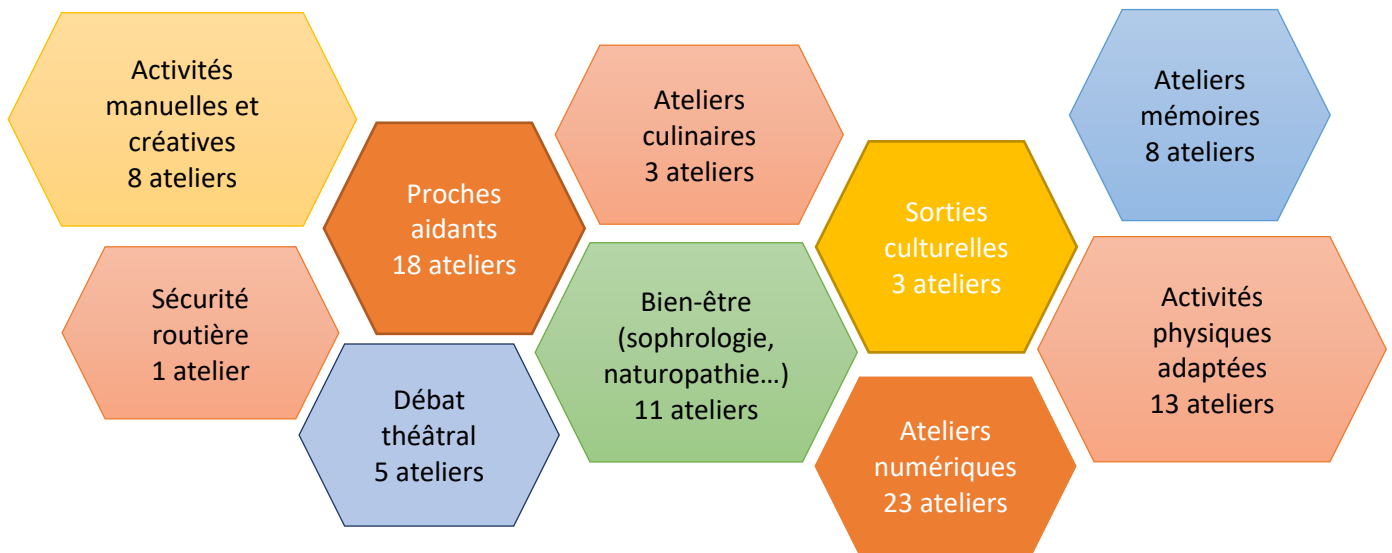 Activités
manuelles et
créatives
8 ateliers
Proches
aidants
18 ateliers
Ateliers
culinaires
3 ateliers
Sorties
culturelles
3 ateliers
Ateliers
mémoires
8 ateliers
Sécurité
routière
1 atelier
Débat
théâtral
5 ateliers
Bien-être
(sophrologie,
naturopathie…)
11 ateliers
Ateliers
numériques
23 ateliers
Activités
physiques
adaptées
13 ateliers